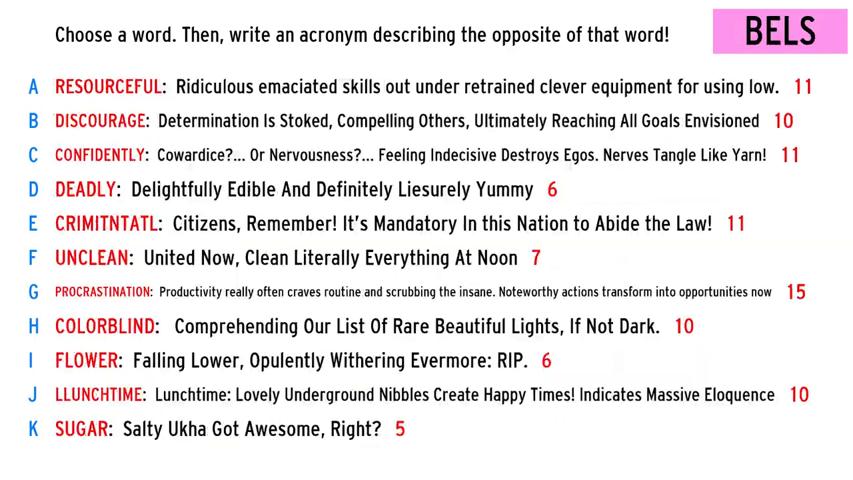 Choose a word. Then, write an acronym describing the opposite of that word!
BELS
A RESOURCEFUL: Ridiculous emaciated skills out under retrained clever equipment for using low. 11
B DISCOURAGE: Determination Is Stoked, Compelling Others, Ultimately Reaching All Goals Envisioned 10
C CONFIDENTLY: Cowardice?... Or Nervousness?... Feeling Indecisive Destroys Egos. Nerves Tangle Like Yarn! 11
D DEADLY: Delightfully Edible And Definitely Liesurely Yummy 6
E CRIMITNTATL: Citizens, Remember! It's Mandatory In this Nation to Abide the Law! 11
F UNCLEAN: United Now, Clean Literally Everything At Noon 7
G PROCRASTINATION: Productivity really often craves routine and scrubbing the insane. Noteworthy actions transform into opportunities now 15
H COLORBLIND: Comprehending Our List Of Rare Beautiful Lights, If Not Dark. 10
I FLOWER: Falling Lower, Opulently Withering Evermore: RIP. 6
J LLUNCHTIME: Lunchtime: Lovely Underground Nibbles Create Happy Times! Indicates Massive Eloquence 10
K SUGAR: Salty Ukha Got Awesome, Right? 5